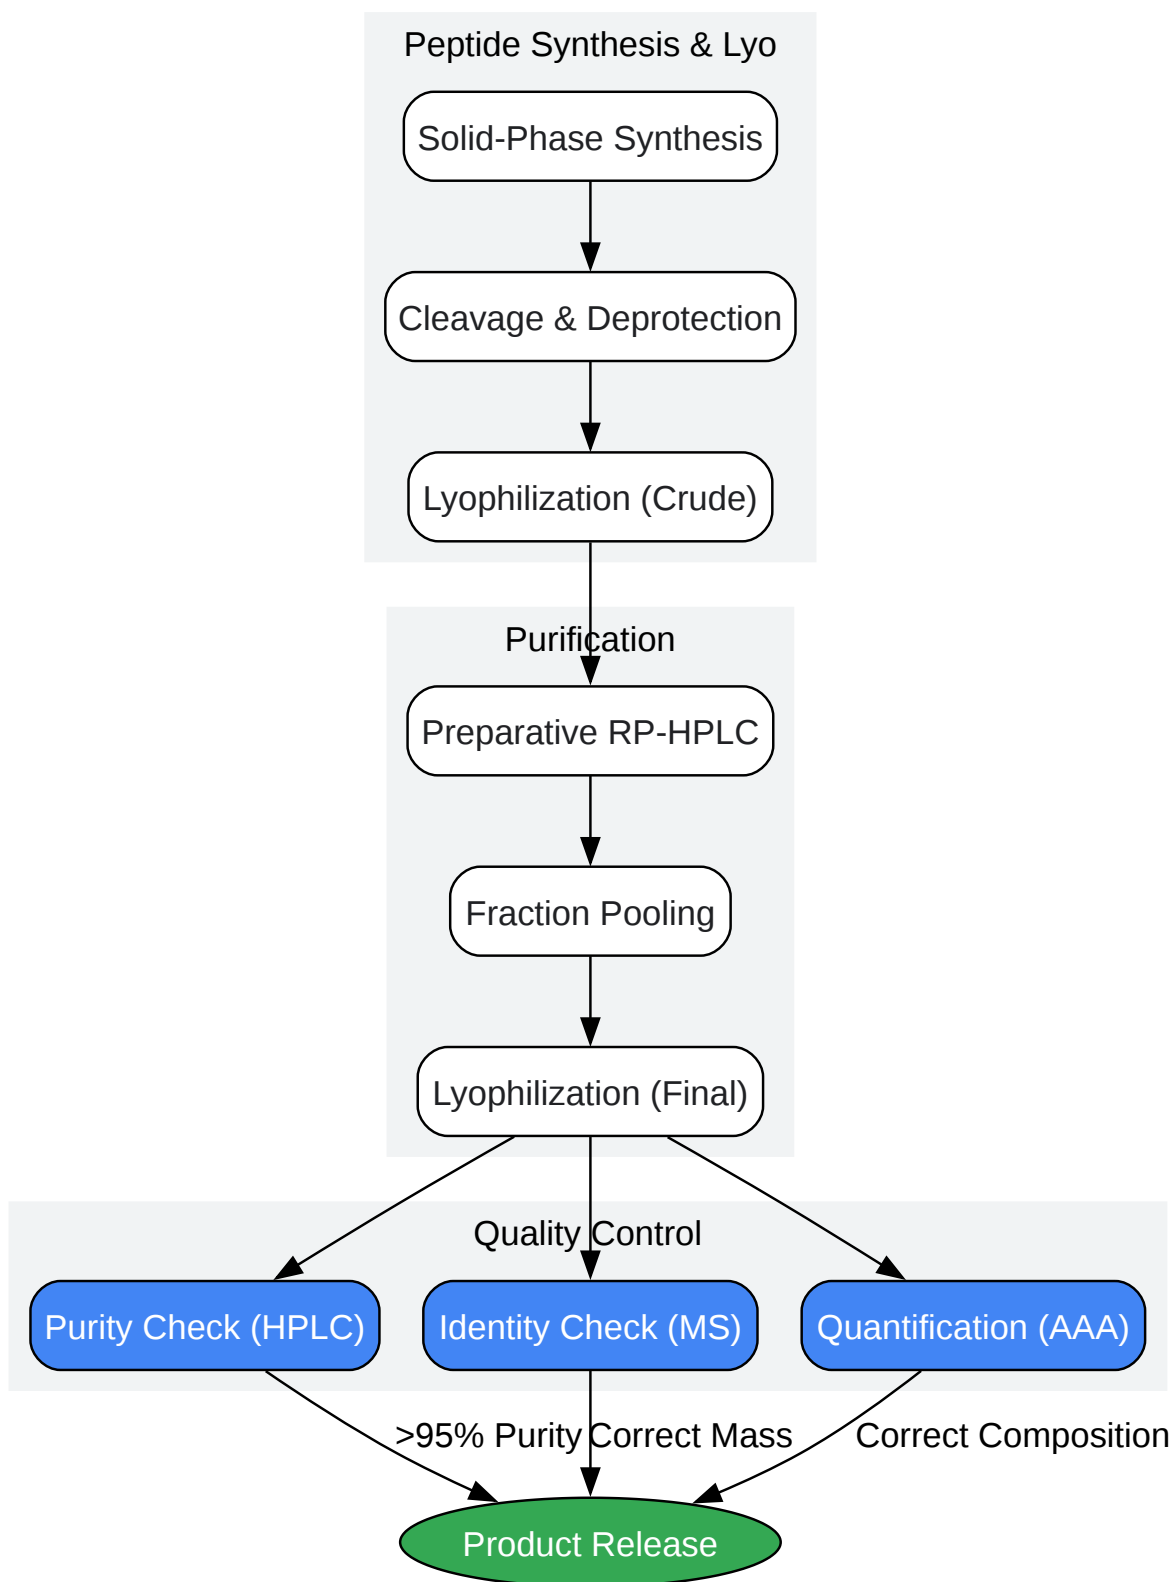 Peptide Synthesis & Lyo
Solid-Phase Synthesis
Cleavage & Deprotection
Lyophilization (Crude)
Purification
Preparative RP-HPLC
Fraction Pooling
Lyophilization (Final)
Quality Control
Purity Check (HPLC)
Identity Check (MS)
Quantification (AAA)
>95% Purity
Correct Mass
Correct Composition
Product Release